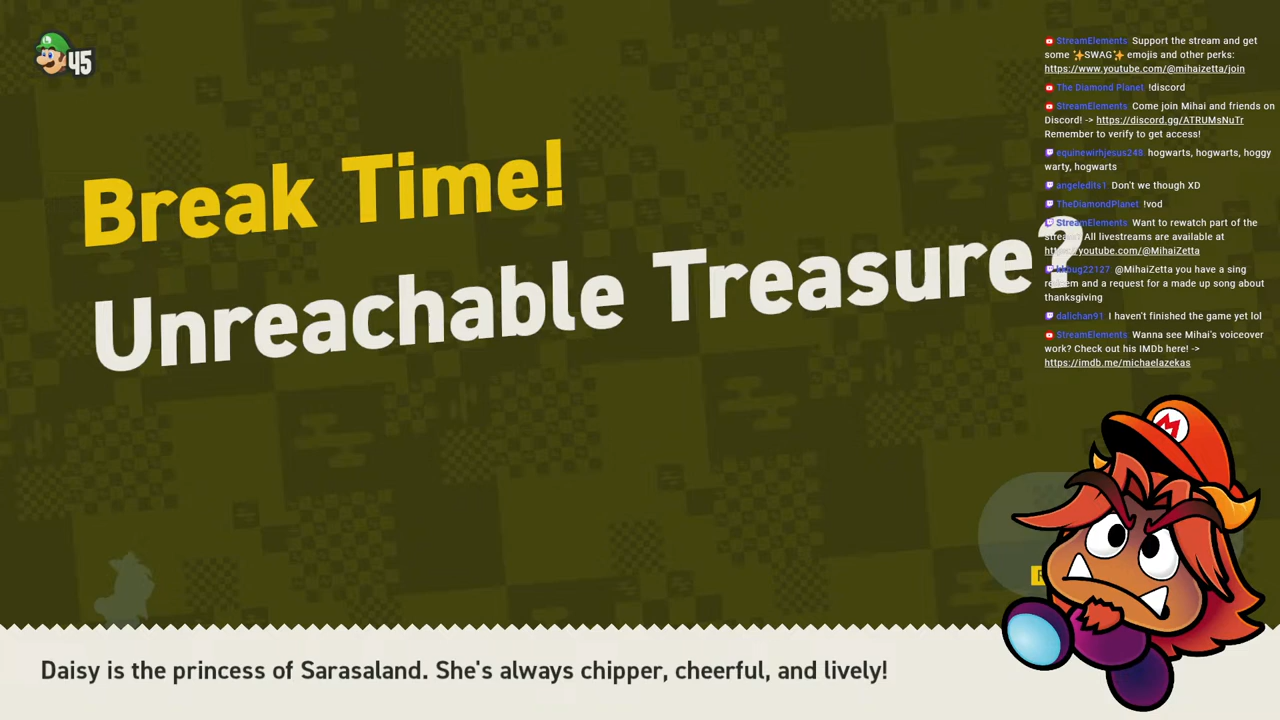 45
Break Time!
Unreachable Treasure?
Daisy is the princess of Sarasaland. She's always chipper, cheerful, and lively!
StreamElements Support the stream and get
some ✨SWAG✨ emojis and other perks:
https://www.youtube.com/@mihaizetta/join
The Diamond Planet !discord
StreamElements Come join Mihai and friends on
Discord! -> https://discord.gg/ATRUMsNuTr
Remember to verify to get access!
equinewirhjesus248 hogwarts, hogwarts, hoggy
warty, hogwarts
angeledits1 Don't we though XD
TheDiamondPlanet !vod
StreamElements Want to rewatch part of the
All livestreams are available at
https://youtube.com/@MihaiZetta
@MihaiZetta you have a sing
and a request for a made up song about
thanksgiving
dalichan91 I haven't finished the game yet lol
StreamElements Wanna see Mihai's voiceover
work? Check out his IMDb here! ->
https://imdb.me/michaelazekas
M